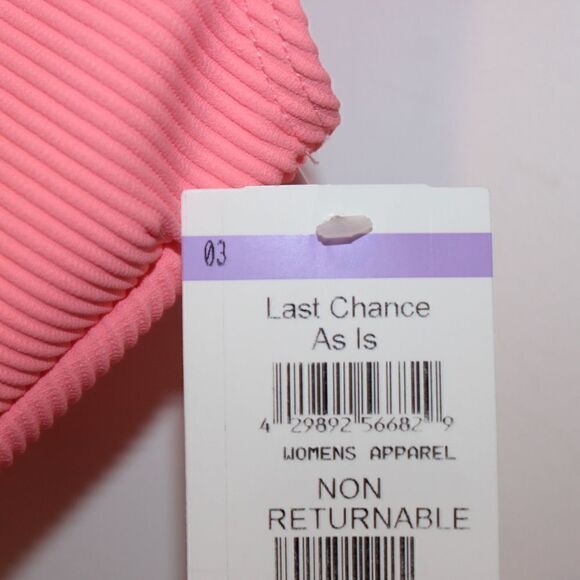 03
Last Chance
As Is
4 29892 56682 9
WOMENS APPAREL
NON
RETURNABLE